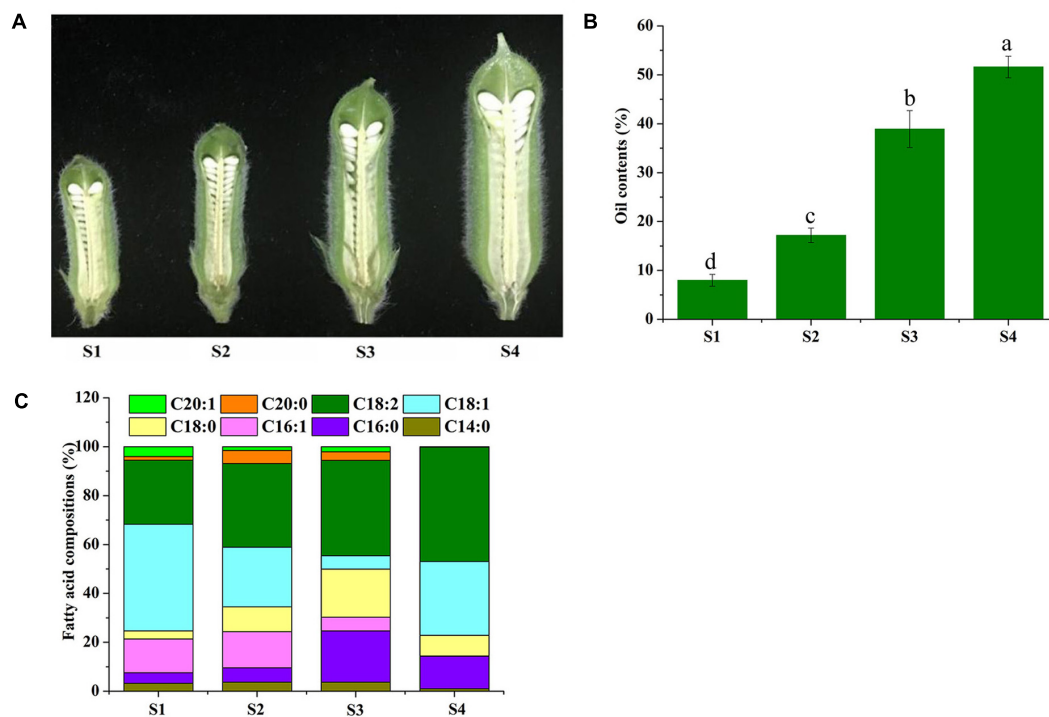 A
S1 S2 S3 S4
B
Oil contents (%)
60
50
40
30
20
10
0
d
c
b
a
S1 S2 S3 S4
C
Fatty acid compositions (%)
120
100
80
60
40
20
0
C20:1 C20:0 C18:2 C18:1
C18:0 C16:1 C16:0 C14:0
S1 S2 S3 S4